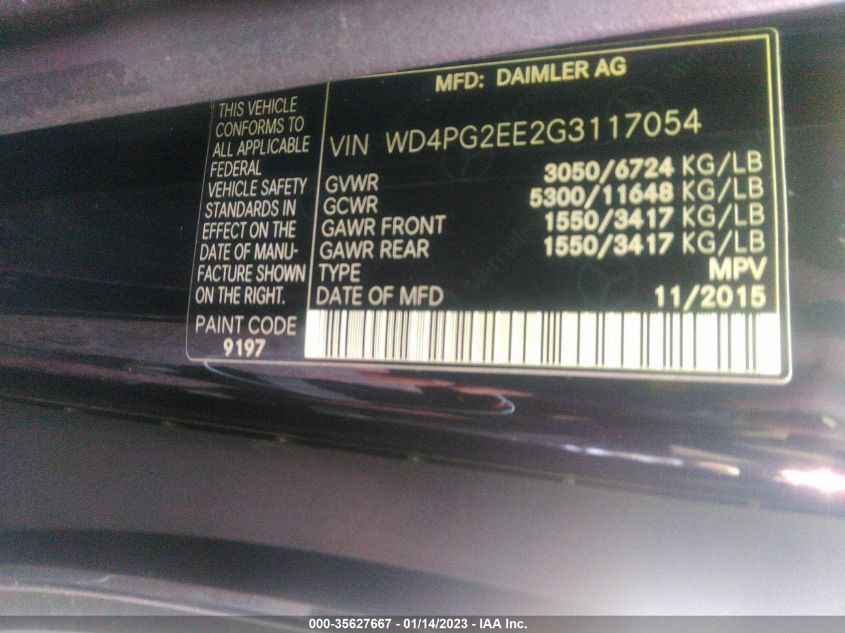 MFD: DAIMLER AG
THIS VEHICLE
CONFORMS TO
ALL APPLICABLE
FEDERAL
VEHICLE SAFETY
STANDARDS IN
EFFECT ON THE
DATE OF MANU-
FACTURE SHOWN
ON THE RIGHT.
PAINT CODE
9197
VIN WD4PG2EE2G3117054
GVWR 3050/6724 KG/LB
GCWR 5300/11648 KG/LB
GAWR FRONT 1550/3417 KG/LB
GAWR REAR 1550/3417 KG/LB
TYPE MPV
DATE OF MFD 11/2015
000-35627667 - 01/14/2023 - IAA Inc.